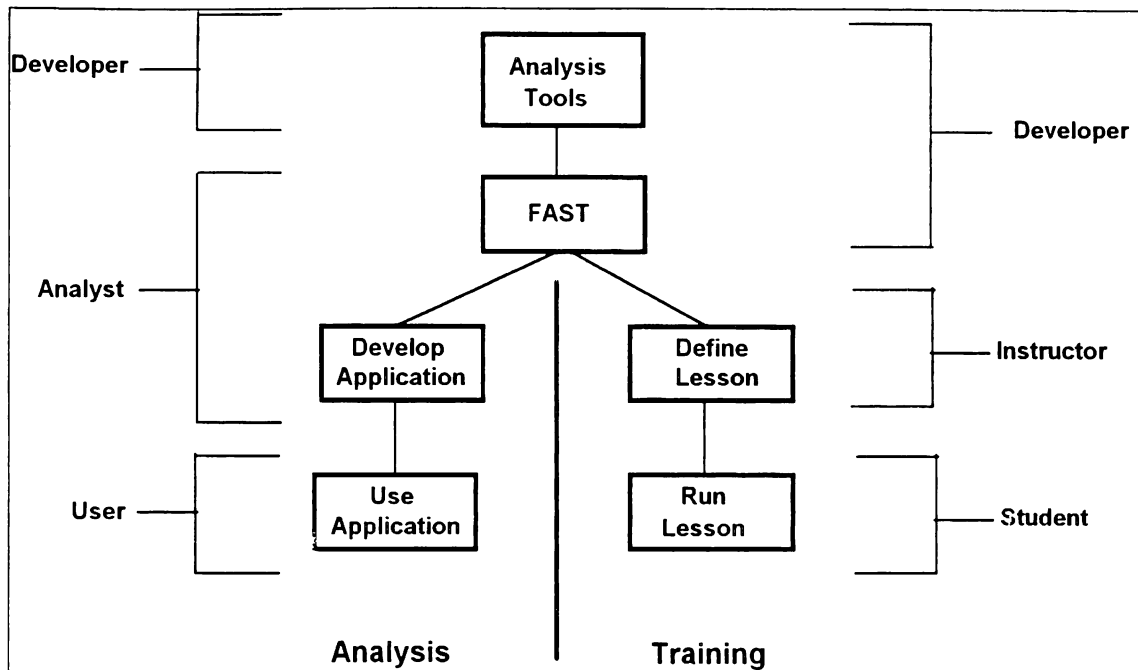 Developer
Analysis
Tools
Developer
FAST
Analyst
Develop
Application
Define
Lesson
Instructor
User
Use
Application
Run
Lesson
Student
Analysis
Training